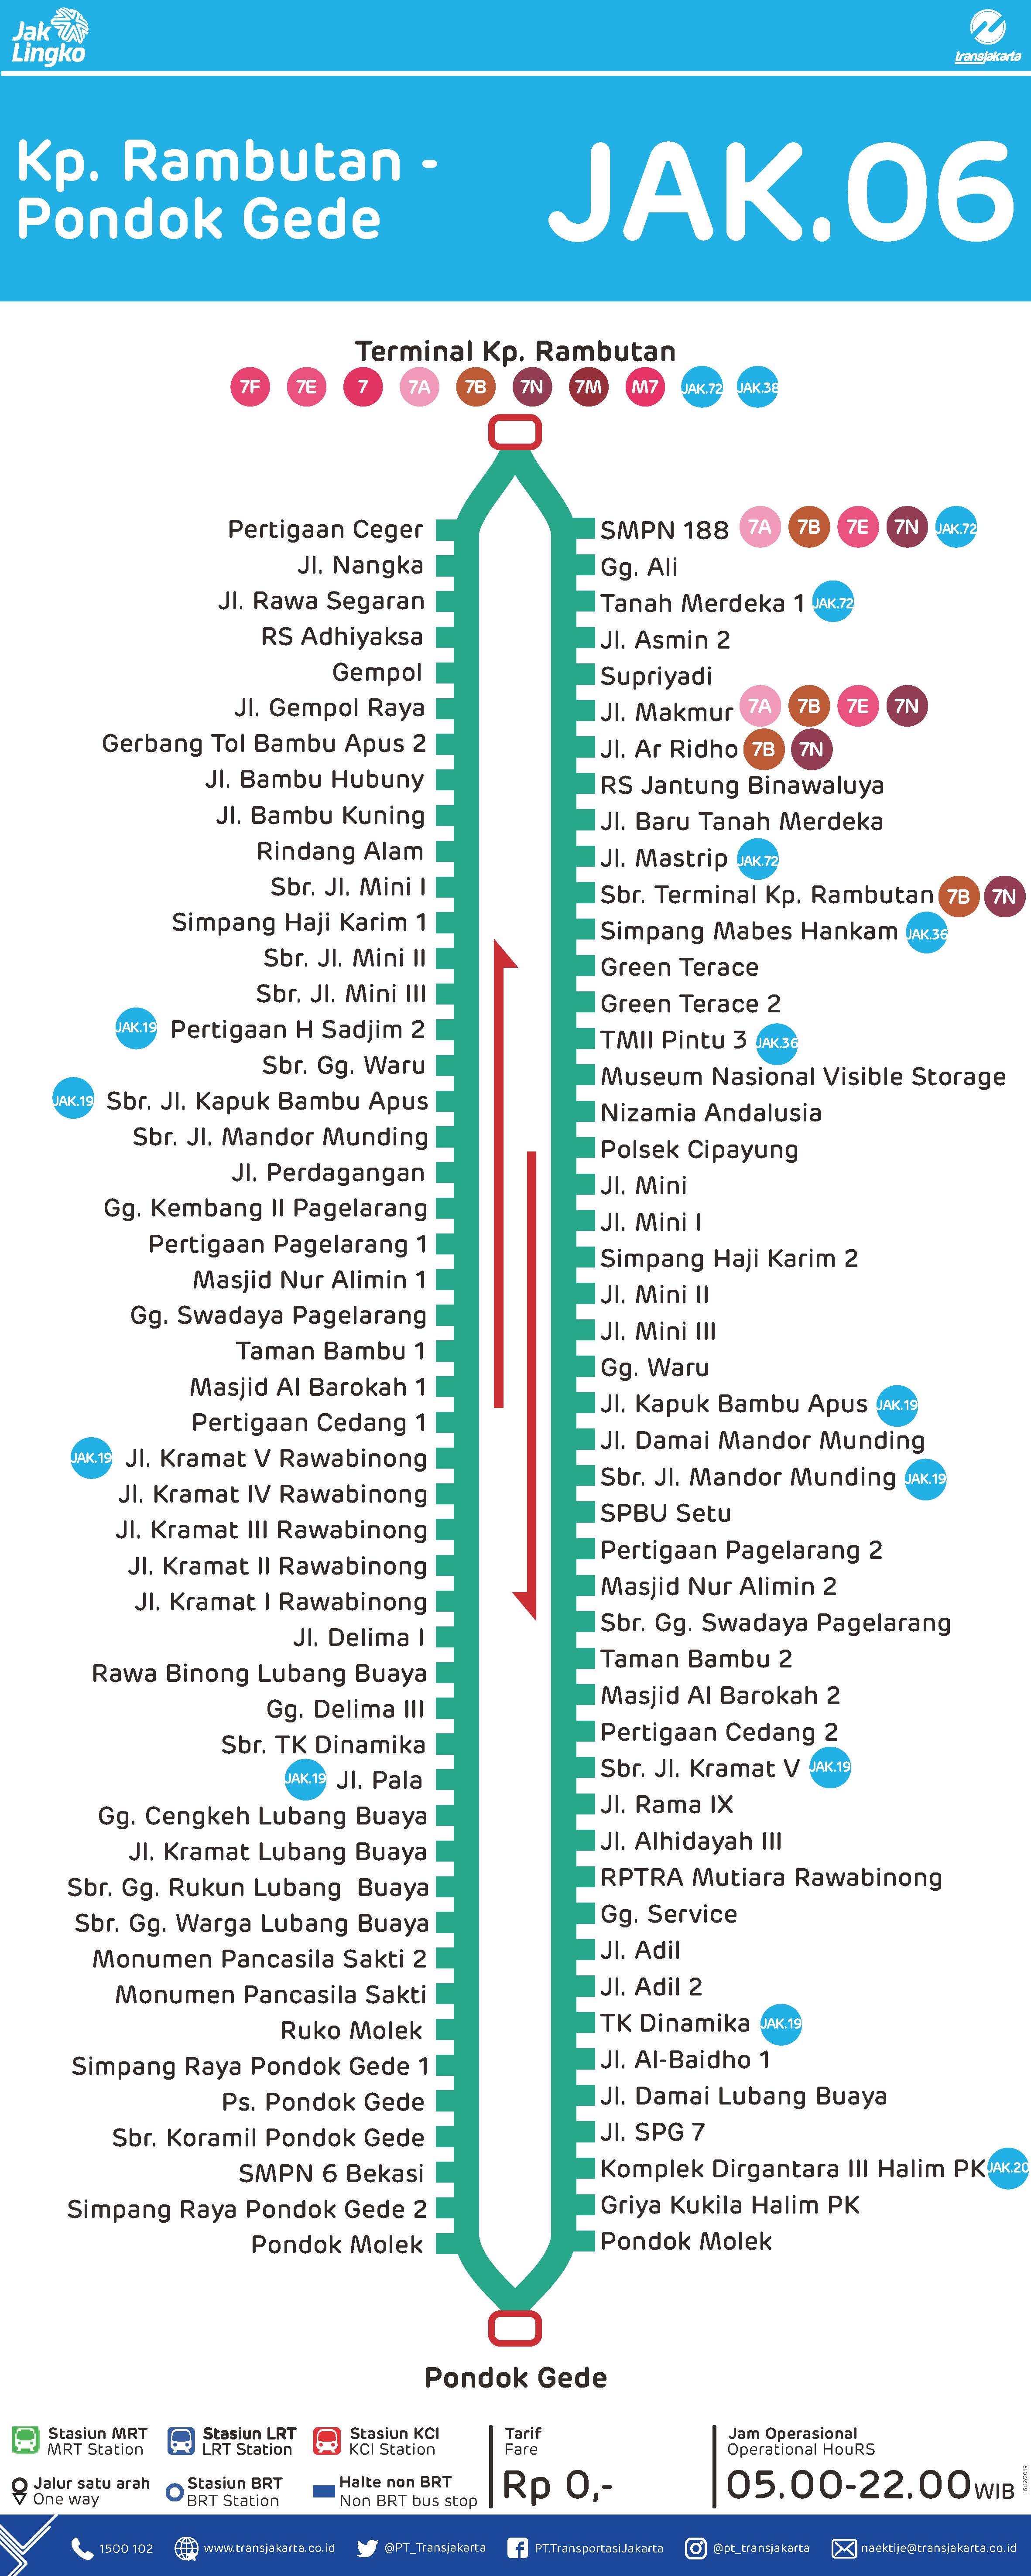 Jak
Lingko
transjakarta
Kp. Rambutan -
Pondok Gede
JAK.06
Terminal Kp. Rambutan
7F 7E 7 7A 7B 7N 7M M7 JAK.72 JAK.38
Pertigaan Ceger
Jl. Nangka
Jl. Rawa Segaran
RS Adhiyaksa
Gempol
Jl. Gempol Raya
Gerbang Tol Bambu Apus 2
Jl. Bambu Hubuny
Jl. Bambu Kuning
Rindang Alam
Sbr. Jl. Mini I
Simpang Haji Karim 1
Sbr. Jl. Mini II
Sbr. Jl. Mini III
JAK.19 Pertigaan H Sadjim 2
Sbr. Gg. Waru
JAK.19 Sbr. Jl. Kapuk Bambu Apus
Sbr. Jl. Mandor Munding
Jl. Perdagangan
Gg. Kembang II Pagelarang
Pertigaan Pagelarang 1
Masjid Nur Alimin 1
Gg. Swadaya Pagelarang
Taman Bambu 1
Masjid Al Barokah 1
Pertigaan Cedang 1
JAK.19 Jl. Kramat V Rawabinong
Jl. Kramat IV Rawabinong
Jl. Kramat III Rawabinong
Jl. Kramat II Rawabinong
Jl. Kramat I Rawabinong
Jl. Delima I
Rawa Binong Lubang Buaya
Gg. Delima III
Sbr. TK Dinamika
JAK.19 Jl. Pala
Gg. Cengkeh Lubang Buaya
Jl. Kramat Lubang Buaya
Sbr. Gg. Rukun Lubang Buaya
Sbr. Gg. Warga Lubang Buaya
Monumen Pancasila Sakti 2
Monumen Pancasila Sakti
Ruko Molek
Simpang Raya Pondok Gede 1
Ps. Pondok Gede
Sbr. Koramil Pondok Gede
SMPN 6 Bekasi
Simpang Raya Pondok Gede 2
Pondok Molek
SMPN 188 7A 7B 7E 7N JAK.72
Gg. Ali
Tanah Merdeka 1 JAK.72
Jl. Asmin 2
Supriyadi
Jl. Makmur 7A 7B 7E 7N
Jl. Ar Ridho 7B 7N
RS Jantung Binawaluya
Jl. Baru Tanah Merdeka
Jl. Mastrip JAK.72
Sbr. Terminal Kp. Rambutan 7B 7N
Simpang Mabes Hankam JAK.36
Green Terace
Green Terace 2
TMII Pintu 3 JAK.36
Museum Nasional Visible Storage
Nizamia Andalusia
Polsek Cipayung
Jl. Mini
Jl. Mini I
Simpang Haji Karim 2
Jl. Mini II
Jl. Mini III
Gg. Waru
Jl. Kapuk Bambu Apus JAK.19
Jl. Damai Mandor Munding
Sbr. Jl. Mandor Munding JAK.19
SPBU Setu
Pertigaan Pagelarang 2
Masjid Nur Alimin 2
Sbr. Gg. Swadaya Pagelarang
Taman Bambu 2
Masjid Al Barokah 2
Pertigaan Cedang 2
Sbr. Jl. Kramat V JAK.19
Jl. Rama IX
Jl. Alhidayah III
RPTRA Mutiara Rawabinong
Gg. Service
Jl. Adil
Jl. Adil 2
TK Dinamika JAK.19
Jl. Al-Baidho 1
Jl. Damai Lubang Buaya
Jl. SPG 7
Komplek Dirgantara III Halim PK JAK.20
Griya Kukila Halim PK
Pondok Molek
Pondok Gede
Stasiun MRT
MRT Station
Stasiun LRT
LRT Station
Stasiun KCI
KCI Station
Jalur satu arah
One way
Stasiun BRT
BRT Station
Halte non BRT
Non BRT bus stop
Tarif
Fare
Rp 0,-
Jam Operasional
Operational HouRS
05.00-22.00 WIB
16/12/2019
1500 102
www.transjakarta.co.id
@PT_Transjakarta
PT.TransportasiJakarta
@pt_transjakarta
naektije@transjakarta.co.id